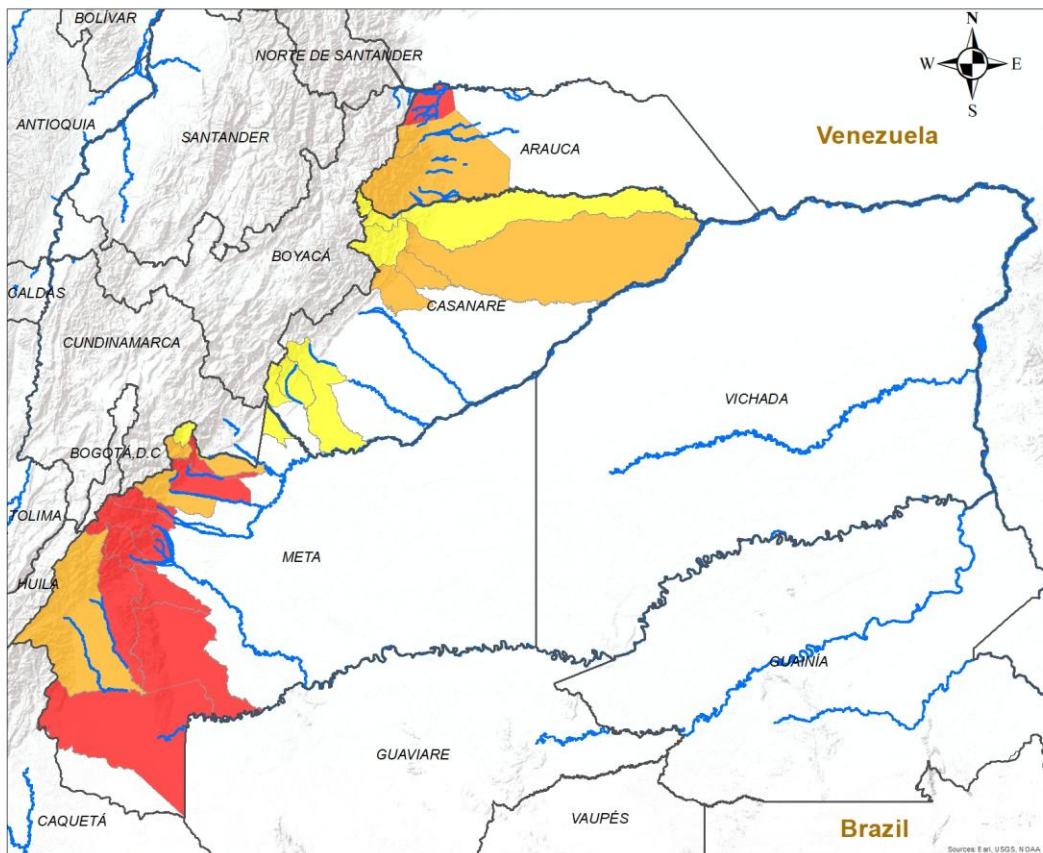 BOLÍVAR
N
NORTE DE SANTANDER
W E
S
ANTIOQUIA
SANTANDER
Venezuela
ARAUCA
BOYACÁ
CALDAS
CASANARE
CUNDINAMARCA
VICHADA
BOGOTÁ,D.C
TOLIMA
META
HUILA
GUAINÍA
GUAVIARE
CAQUETÁ
VAUPÉS
Brazil
Sources: Esri, USGS, NOAA